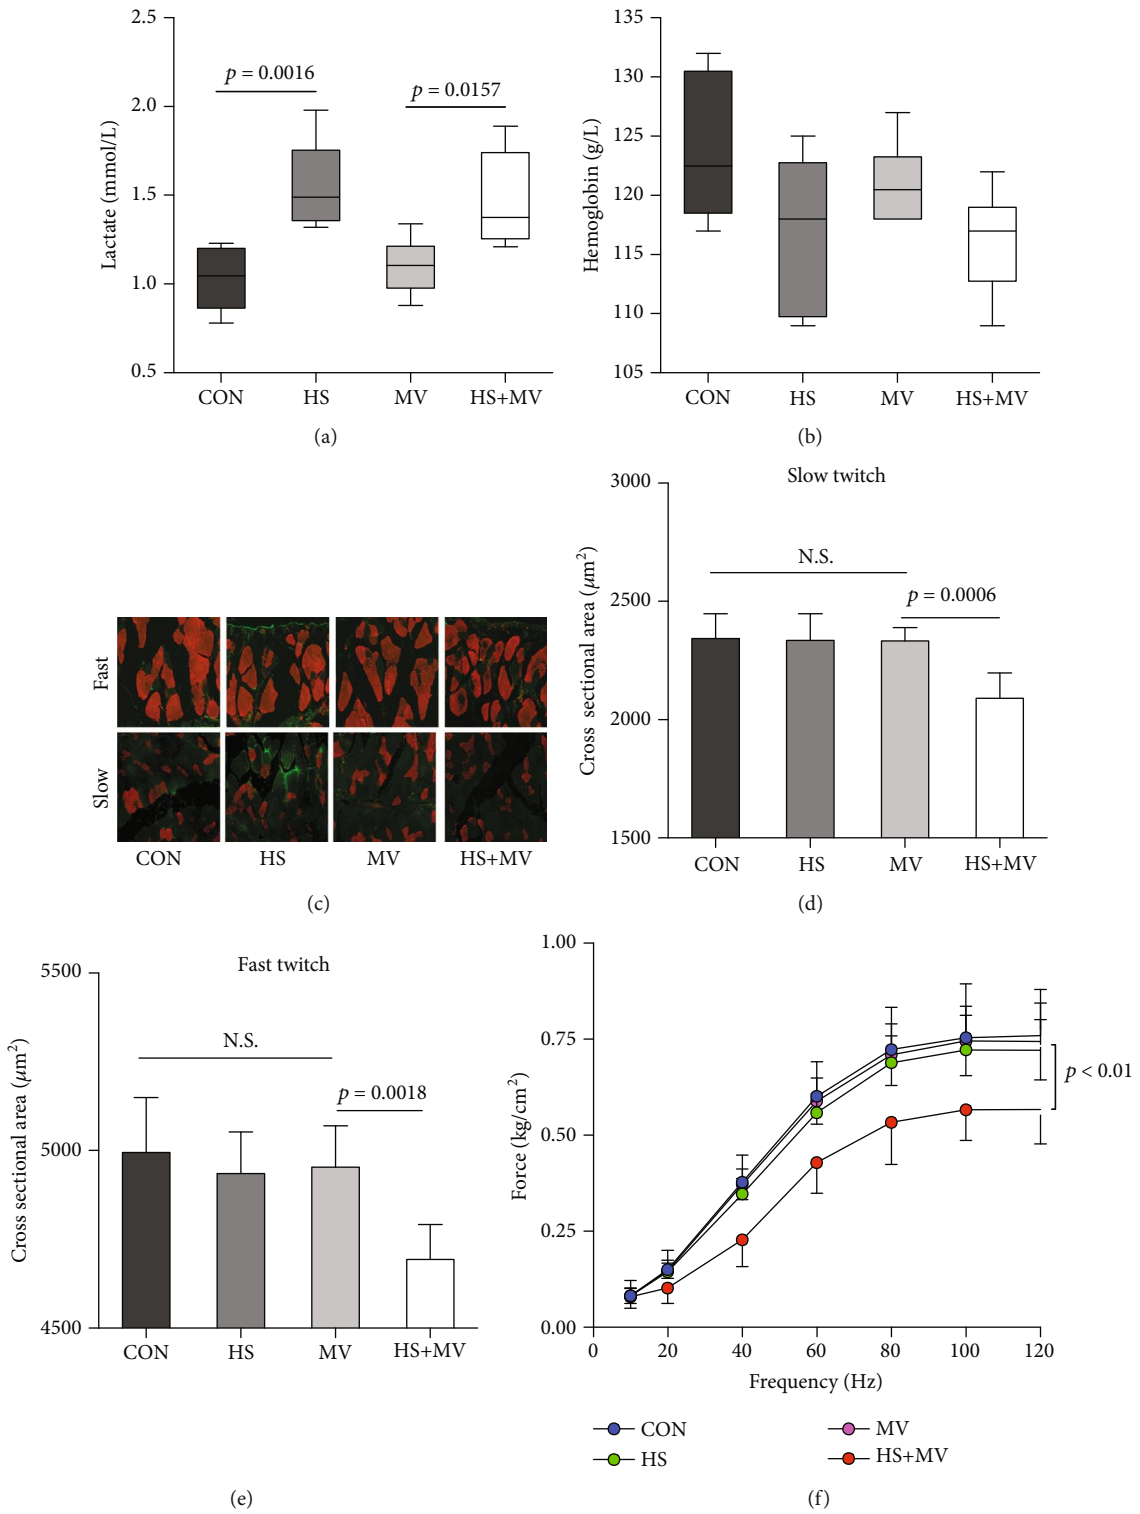 2.5
2.0
1.5
1.0
0.5
Lactate (mmol/L)
p = 0.0016
p = 0.0157
CON HS MV HS+MV
(a)
135
130
125
120
115
110
105
Hemoglobin (g/L)
CON HS MV HS+MV
(b)
Fast
Slow
CON HS MV HS+MV
(c)
Slow twitch
3000
2500
2000
1500
Cross sectional area (μm²)
N.S.
p = 0.0006
CON HS MV HS+MV
(d)
Fast twitch
5500
5000
4500
Cross sectional area (μm²)
N.S.
p = 0.0018
CON HS MV HS+MV
(e)
1.00
0.75
0.50
0.25
0.00
Force (kg/cm²)
p < 0.01
0 20 40 60 80 100 120
Frequency (Hz)
CON MV
HS HS+MV
(f)